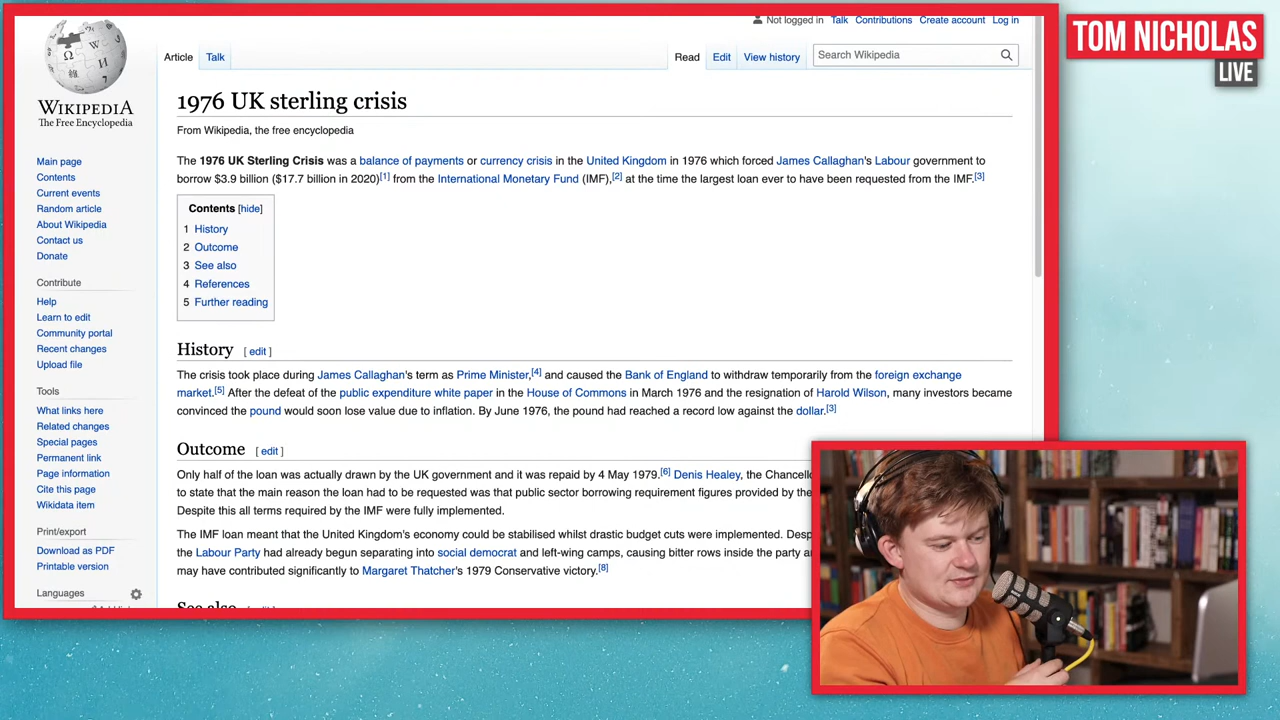 Not logged in Talk Contributions Create account Log in
TOM NICHOLAS
LIVE
WIKIPEDIA
The Free Encyclopedia
Article Talk Read Edit View history Search Wikipedia
1976 UK sterling crisis
From Wikipedia, the free encyclopedia
The 1976 UK Sterling Crisis was a balance of payments or currency crisis in the United Kingdom in 1976 which forced James Callaghan's Labour government to
borrow $3.9 billion ($17.7 billion in 2020)[1] from the International Monetary Fund (IMF),[2] at the time the largest loan ever to have been requested from the IMF.[3]
Contents [hide]
1 History
2 Outcome
3 See also
4 References
5 Further reading
History [ edit ]
The crisis took place during James Callaghan's term as Prime Minister,[4] and caused the Bank of England to withdraw temporarily from the foreign exchange
market.[5] After the defeat of the public expenditure white paper in the House of Commons in March 1976 and the resignation of Harold Wilson, many investors became
convinced the pound would soon lose value due to inflation. By June 1976, the pound had reached a record low against the dollar.[3]
Outcome [ edit ]
Only half of the loan was actually drawn by the UK government and it was repaid by 4 May 1979.[6] Denis Healey, the Chancello
to state that the main reason the loan had to be requested was that public sector borrowing requirement figures provided by the
Despite this all terms required by the IMF were fully implemented.
The IMF loan meant that the United Kingdom's economy could be stabilised whilst drastic budget cuts were implemented. Desp
the Labour Party had already begun separating into social democrat and left-wing camps, causing bitter rows inside the party a
may have contributed significantly to Margaret Thatcher's 1979 Conservative victory.[8]
See also
Main page
Contents
Current events
Random article
About Wikipedia
Contact us
Donate
Contribute
Help
Learn to edit
Community portal
Recent changes
Upload file
Tools
What links here
Related changes
Special pages
Permanent link
Page information
Cite this page
Wikidata item
Print/export
Download as PDF
Printable version
Languages